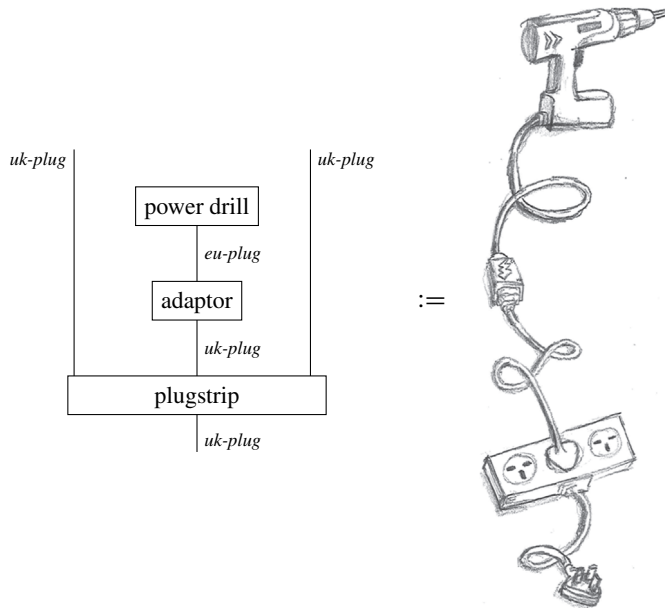 uk-plug uk-plug
power drill
eu-plug
adaptor
:=
uk-plug
plugstrip
uk-plug